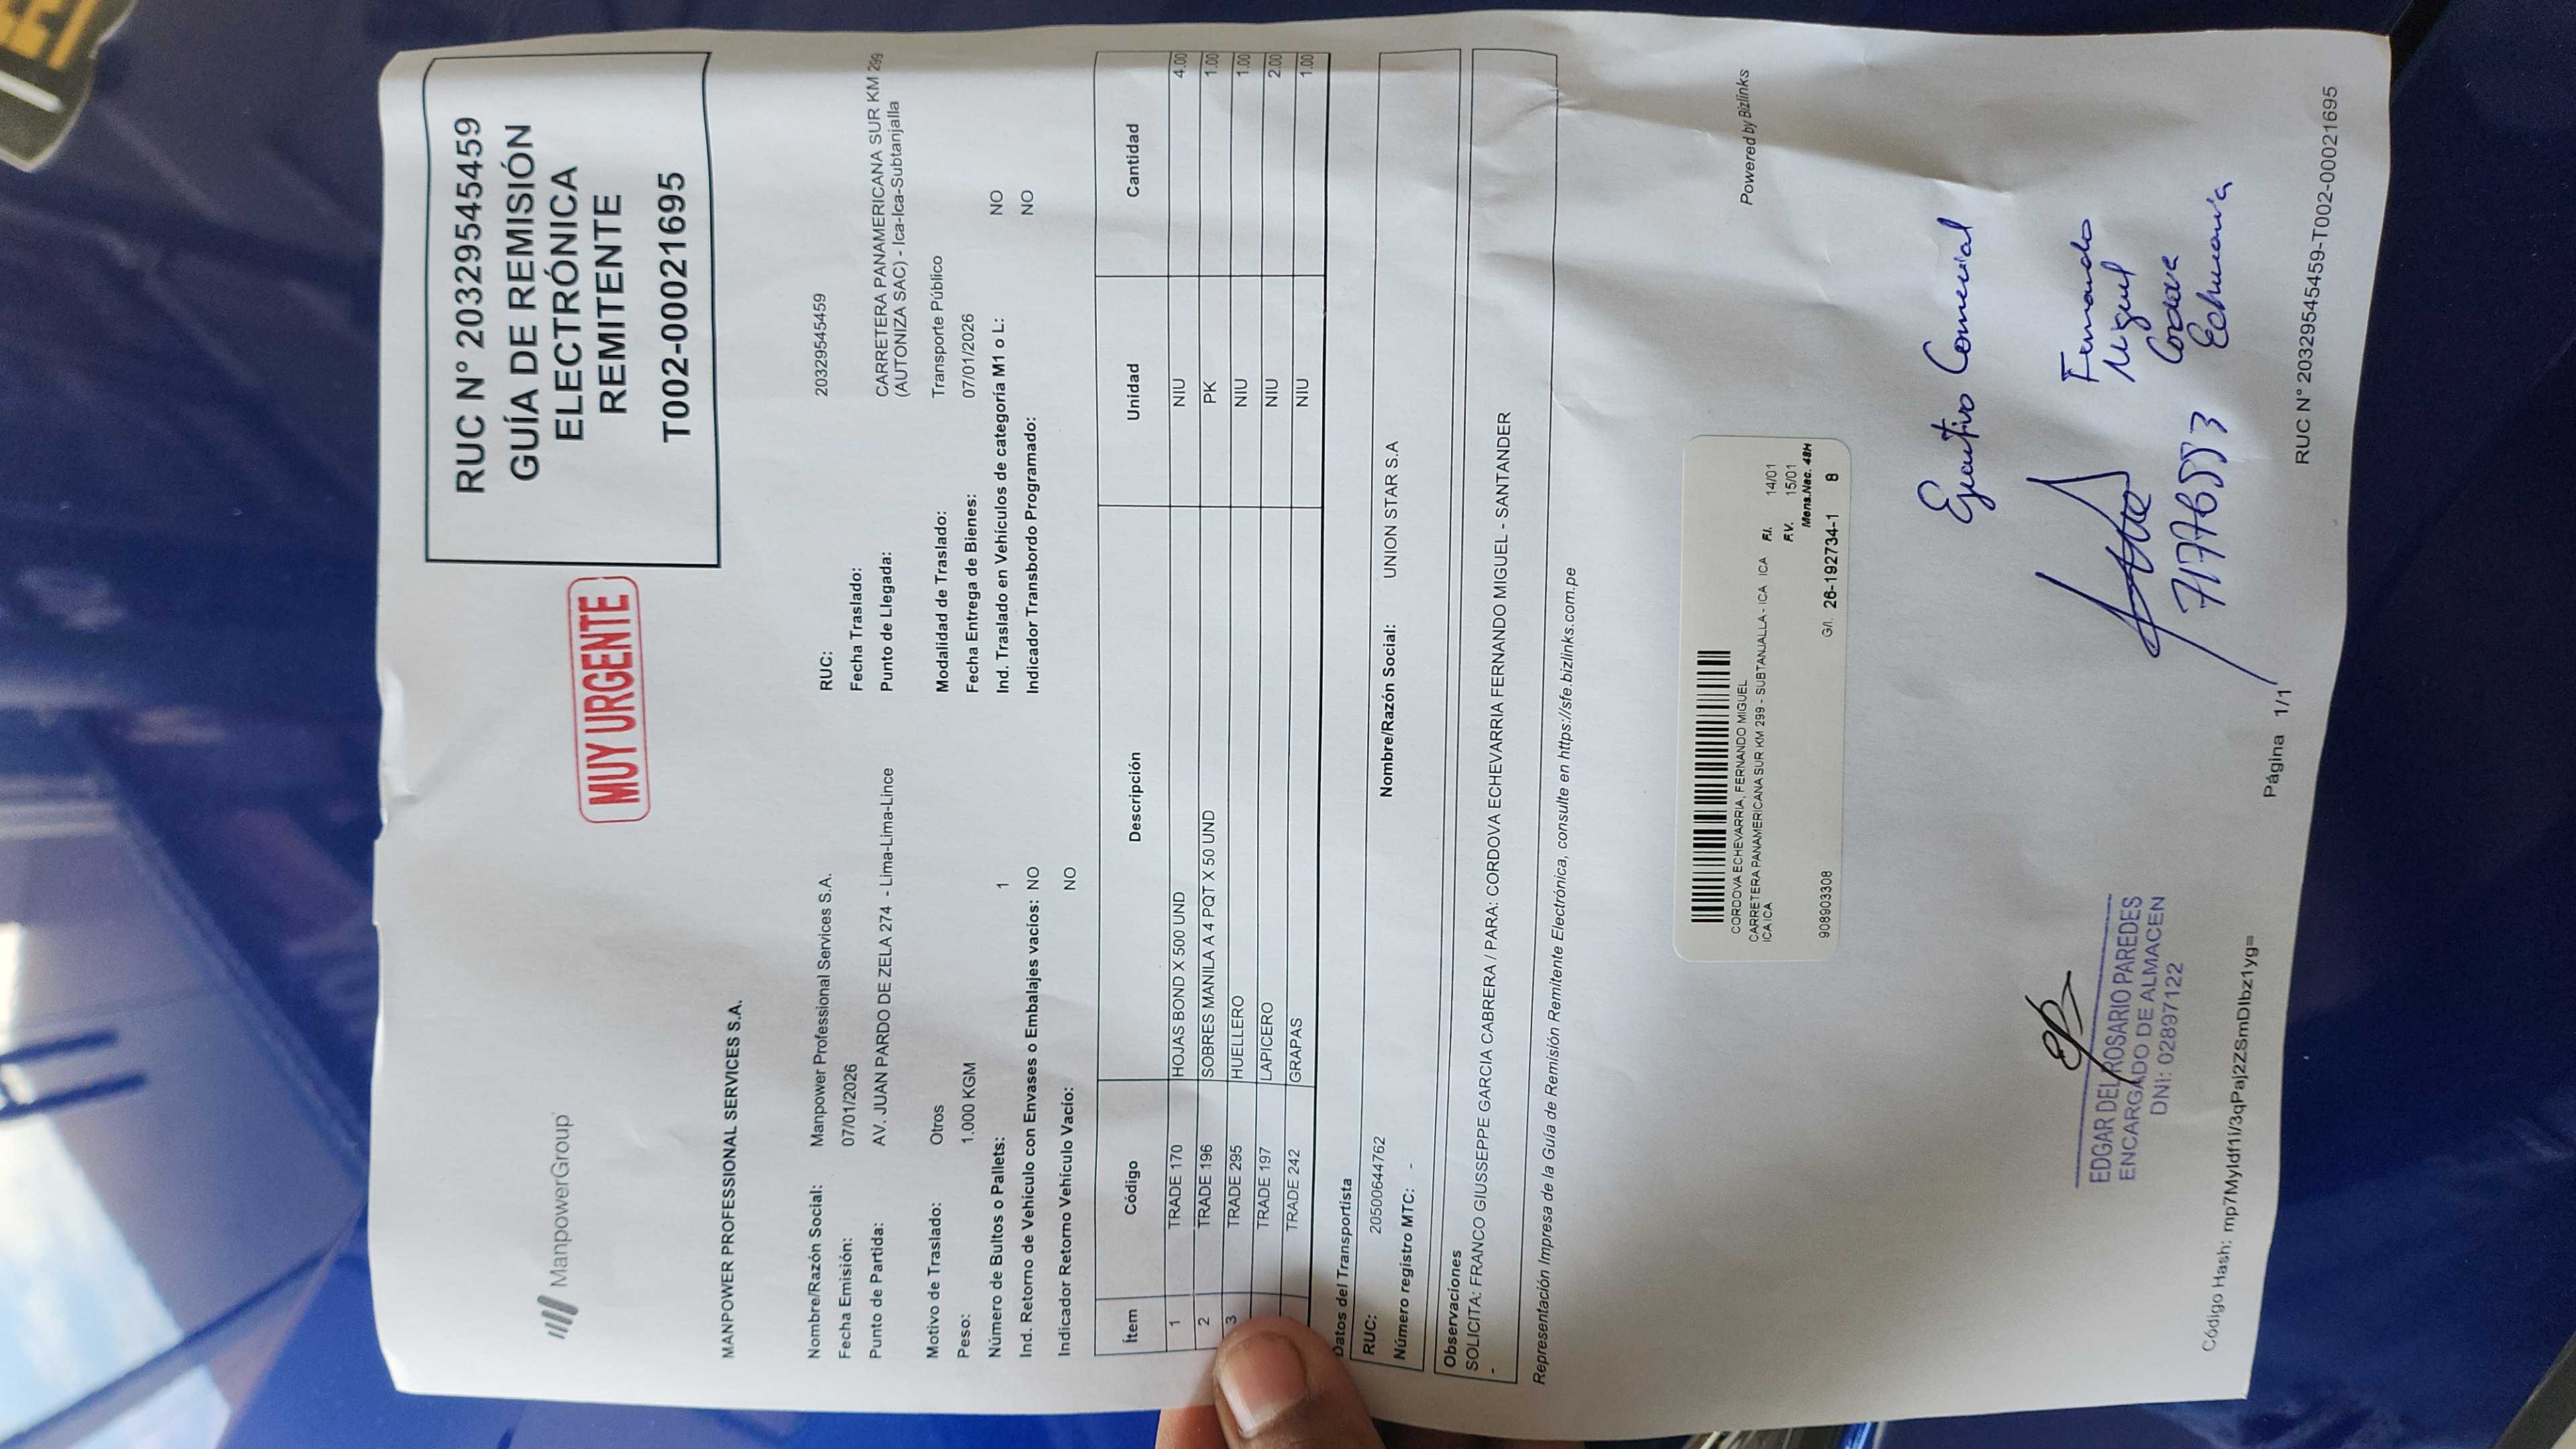 ManpowerGroup
MUY URGENTE
RUC N° 20329545459
GUÍA DE REMISIÓN
ELECTRÓNICA
REMITENTE
T002-00021695
MANPOWER PROFESSIONAL SERVICES S.A.
Nombre/Razón Social: Manpower Professional Services S.A. RUC: 20329545459
Fecha Emisión: 07/01/2026 Fecha Traslado:
Punto de Partida: AV. JUAN PARDO DE ZELA 274 - Lima-Lima-Lince Punto de Llegada: CARRETERA PANAMERICANA SUR KM 299
(AUTONIZA SAC) - Ica-Ica-Subtanjalla
Motivo de Traslado: Otros Modalidad de Traslado: Transporte Público
Peso: 1.000 KGM Fecha Entrega de Bienes: 07/01/2026
Número de Bultos o Pallets: 1 Ind. Traslado en Vehículos de categoría M1 o L: NO
Ind. Retorno de Vehículo con Envases o Embalajes vacíos: NO Indicador Transbordo Programado: NO
Indicador Retorno Vehículo Vacío: NO
Ítem Código Descripción Unidad Cantidad
1 TRADE 170 HOJAS BOND X 500 UND NIU 4.00
2 TRADE 196 SOBRES MANILA A 4 PQT X 50 UND PK 1.00
3 TRADE 295 HUELLERO NIU 1.00
TRADE 197 LAPICERO NIU 2.00
TRADE 242 GRAPAS NIU 1.00
Datos del Transportista
RUC: 20500644762 Nombre/Razón Social: UNION STAR S.A
Número registro MTC: -
Observaciones
SOLICITA: FRANCO GIUSSEPPE GARCIA CABRERA / PARA: CORDOVA ECHEVARRIA FERNANDO MIGUEL - SANTANDER
-
Representación Impresa de la Guía de Remisión Remitente Electrónica, consulte en https://sfe.bizlinks.com.pe
Powered by Bizlinks
CORDOVA ECHEVARRIA, FERNANDO MIGUEL
CARRETERA PANAMERICANA SUR KM 299 - SUBTANJALLA - ICA ICA F.I. 14/01
ICA ICA F.V. 15/01
Mens.Nac. 48H
908903308 G/I. 26-192734-1 8
Ejecutivo Comercial
Fernando
Miguel
Cordova
Echevarria
71776553
EDGAR DEL ROSARIO PAREDES
ENCARGADO DE ALMACEN
DNI: 02897122
Código Hash: mp7Myldf1i/3qPaj2ZSmDIbz1yg=
Página 1/1
RUC N° 20329545459-T002-00021695